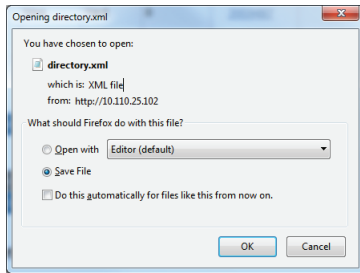 Opening directory.xml
You have chosen to open:
directory.xml
which is: XML file
from: http://10.110.25.102
What should Firefox do with this file?
Open with Editor (default)
Save File
Do this automatically for files like this from now on.
OK Cancel